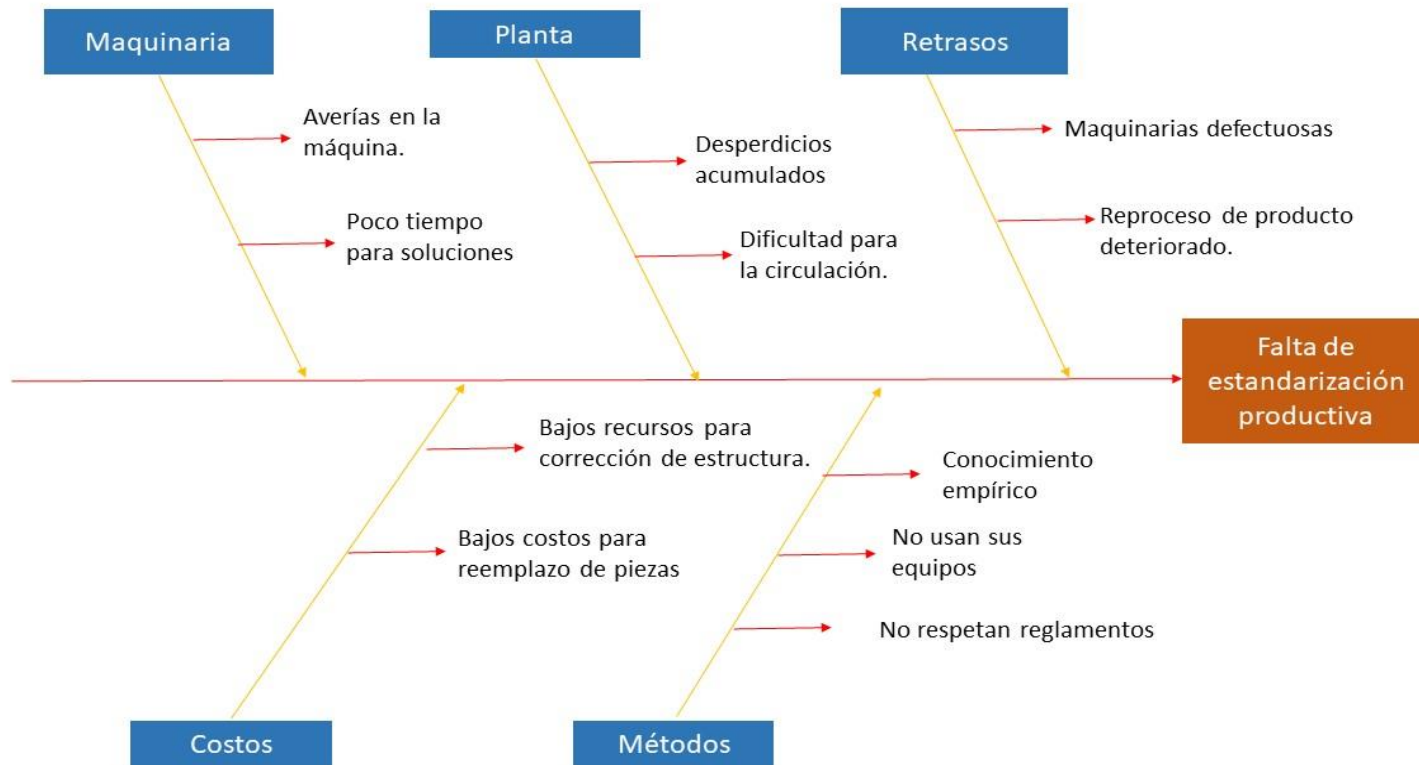 Maquinaria
Planta
Retrasos
Averías en la
máquina.
Poco tiempo
para soluciones
Desperdicios
acumulados
Dificultad para
la circulación.
Maquinarias defectuosas
Reproceso de producto
deteriorado.
Falta de
estandarización
productiva
Bajos recursos para
corrección de estructura.
Bajos costos para
reemplazo de piezas
Conocimiento
empírico
No usan sus
equipos
No respetan reglamentos
Costos
Métodos